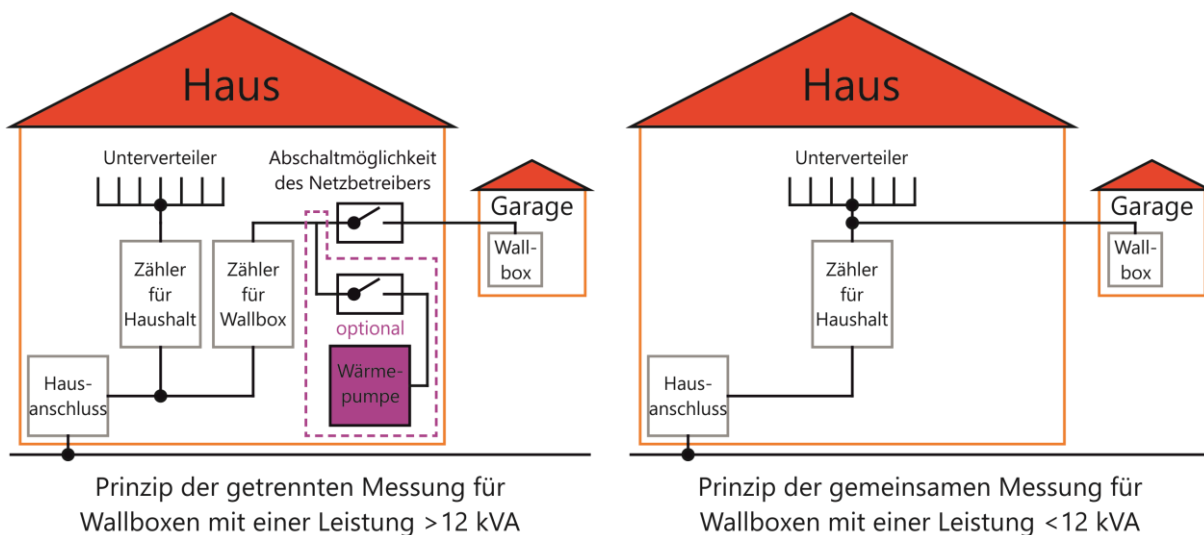 Haus
Unterverteiler
Abschaltmöglichkeit
des Netzbetreibers
Garage
Wall-
box
Zähler
für
Haushalt
Zähler
für
Wallbox
optional
Wärme-
pumpe
Haus-
anschluss
Prinzip der getrennten Messung für
Wallboxen mit einer Leistung >12 kVA
Haus
Unterverteiler
Garage
Wall-
box
Zähler
für
Haushalt
Haus-
anschluss
Prinzip der gemeinsamen Messung für
Wallboxen mit einer Leistung <12 kVA